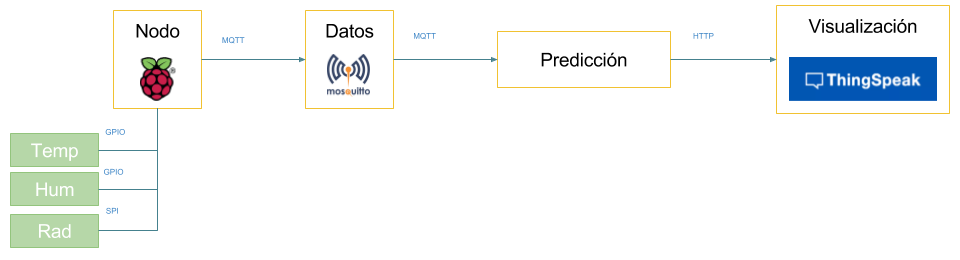 Nodo
MQTT
Datos
mosquitto
MQTT
Predicción
HTTP
Visualización
ThingSpeak
GPIO
Temp
GPIO
Hum
SPI
Rad